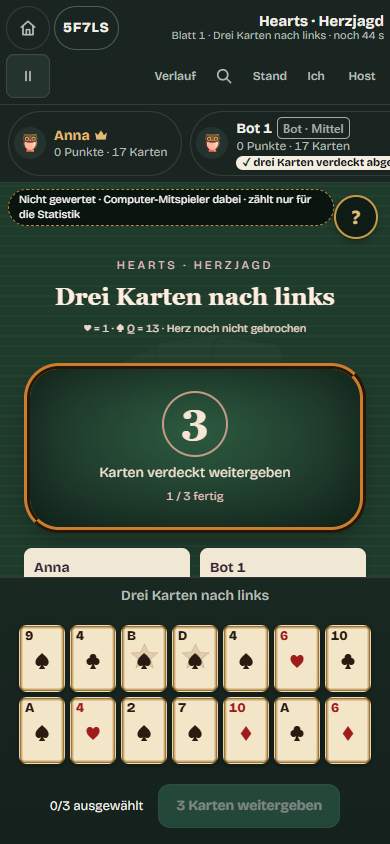 5F7LS
Hearts · Herzjagd
Blatt 1 · Drei Karten nach links · noch 44 s
Verlauf
Stand
Ich
Host
Anna
0 Punkte · 17 Karten
Bot 1
Bot · Mittel
0 Punkte · 17 Karten
✓ drei Karten verdeckt abge
Nicht gewertet · Computer-Mitspieler dabei · zählt nur für
die Statistik
?
HEARTS · HERZJAGD
Drei Karten nach links
♥ = 1 · ♠ Q = 13 · Herz noch nicht gebrochen
3
Karten verdeckt weitergeben
1 / 3 fertig
Anna
Bot 1
Drei Karten nach links
9 4 B D 4 6 10
A 4 2 7 10 A 6
0/3 ausgewählt
3 Karten weitergeben